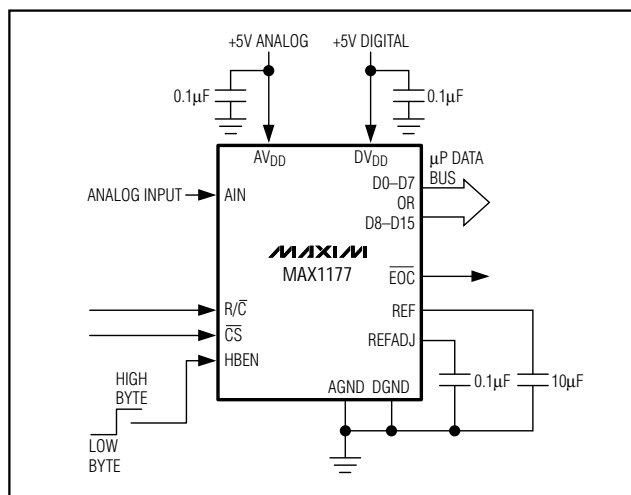 +5V ANALOG
+5V DIGITAL
0.1µF
0.1µF
AVDD
DVDD
µP DATA
BUS
ANALOG INPUT
AIN
D0–D7
OR
D8–D15
MAXIM
MAX1177
EOC
R/C
REF
CS
REFADJ
HBEN
HIGH
BYTE
0.1µF
10µF
AGND
DGND
LOW
BYTE